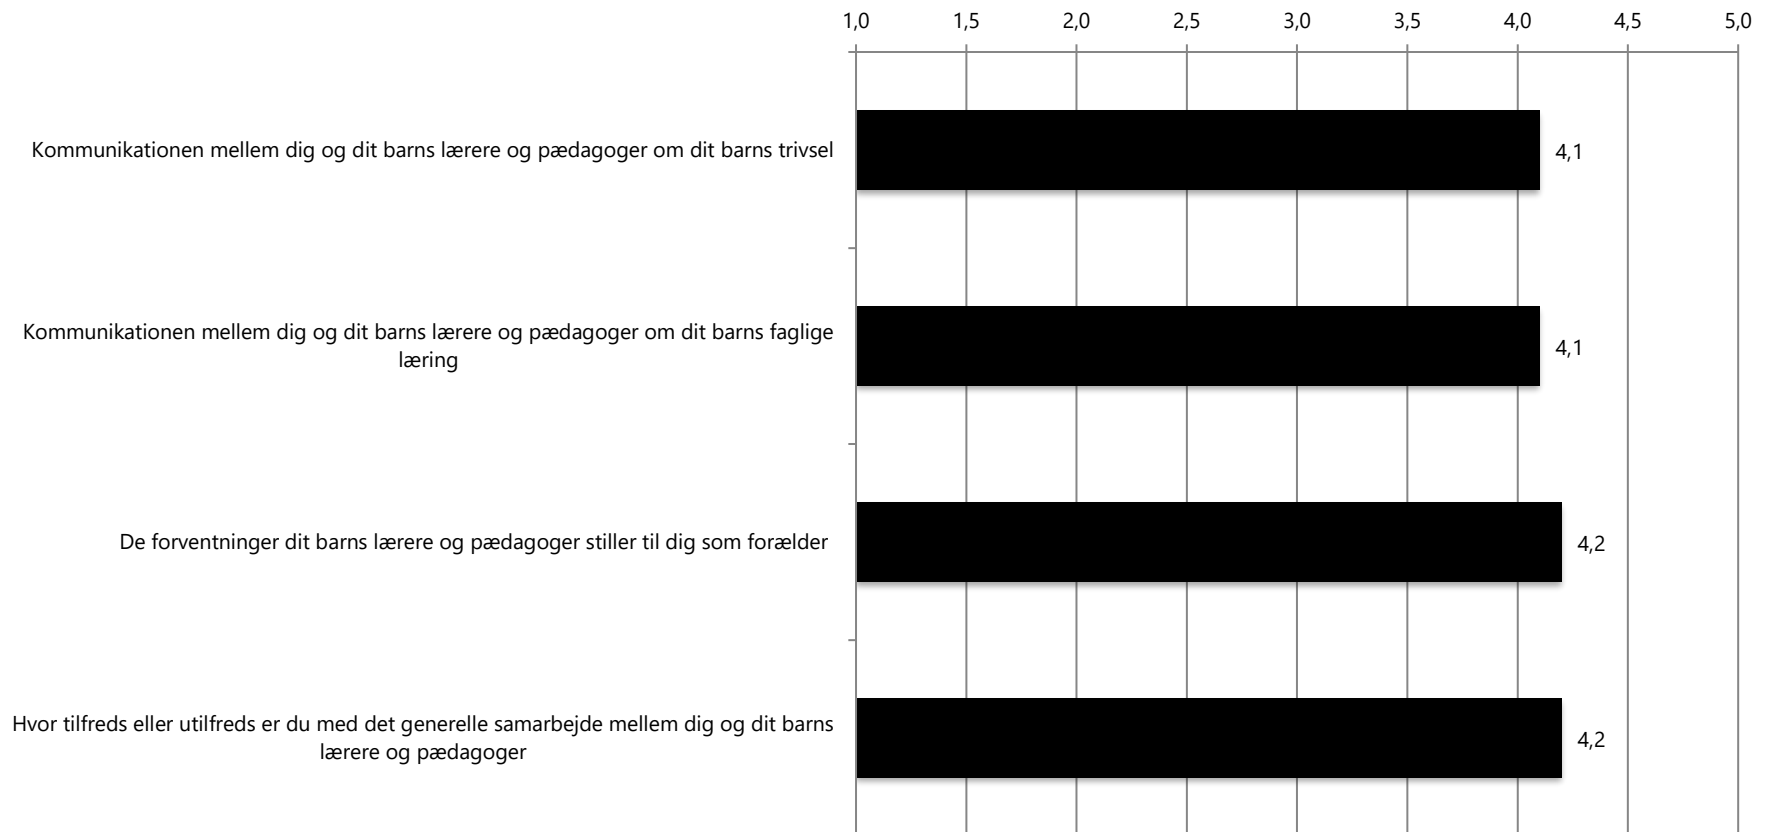 1,0 1,5 2,0 2,5 3,0 3,5 4,0 4,5 5,0
Kommunikationen mellem dig og dit barns lærere og pædagoger om dit barns trivsel
4,1
Kommunikationen mellem dig og dit barns lærere og pædagoger om dit barns faglige
læring
4,1
De forventninger dit barns lærere og pædagoger stiller til dig som forælder
4,2
Hvor tilfreds eller utilfreds er du med det generelle samarbejde mellem dig og dit barns
lærere og pædagoger
4,2